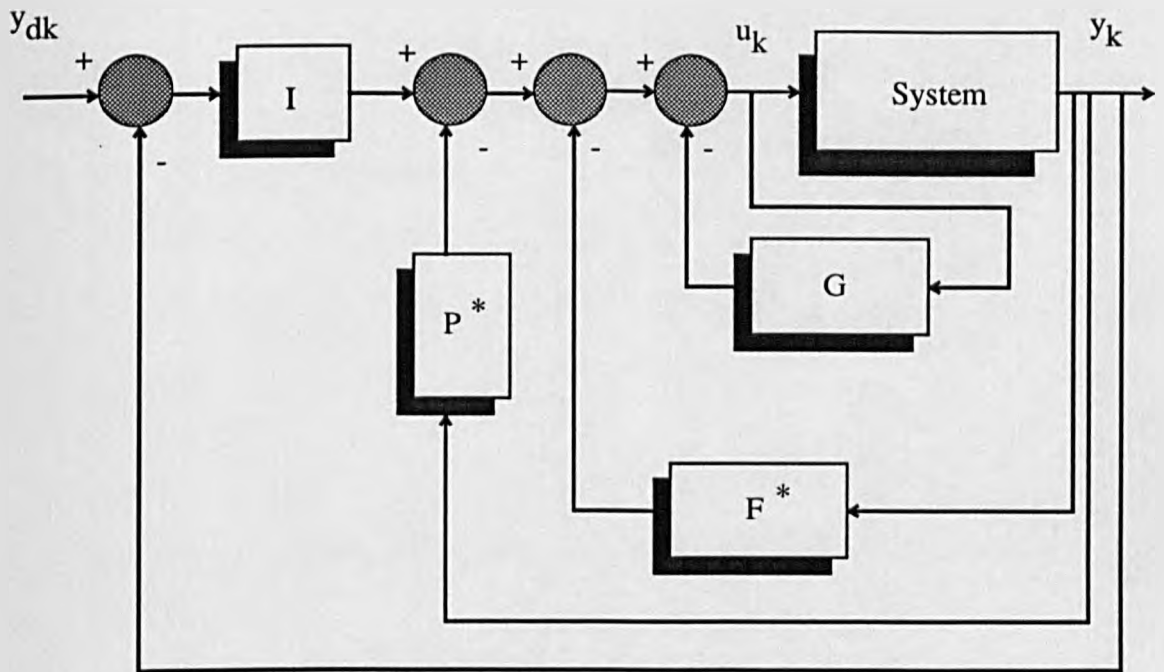 y_dk
u_k
y_k
+
+
+
+
I
System
-
-
-
-
G
P *
F *